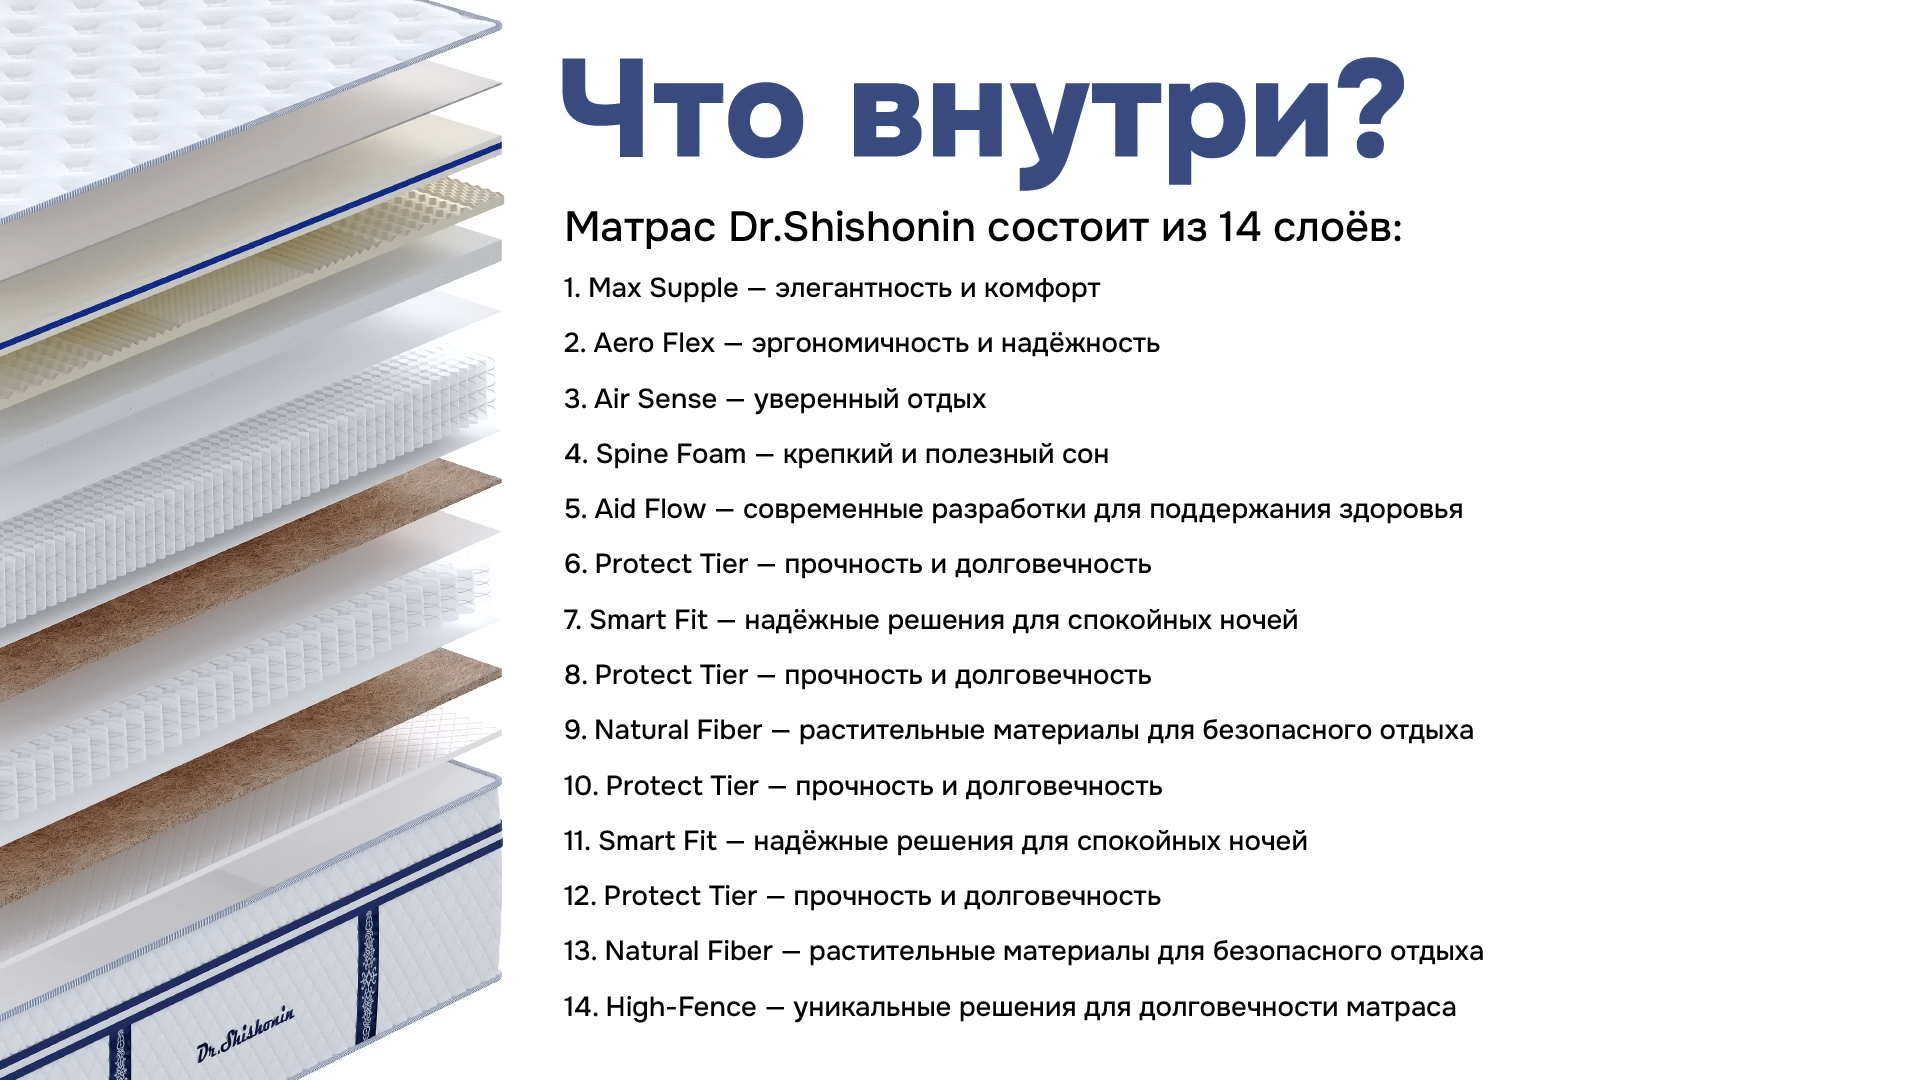 Что внутри?
Матрас Dr.Shishonin состоит из 14 слоёв:
1. Max Supple — элегантность и комфорт
2. Aero Flex — эргономичность и надёжность
3. Air Sense — уверенный отдых
4. Spine Foam — крепкий и полезный сон
5. Aid Flow — современные разработки для поддержания здоровья
6. Protect Tier — прочность и долговечность
7. Smart Fit — надёжные решения для спокойных ночей
8. Protect Tier — прочность и долговечность
9. Natural Fiber — растительные материалы для безопасного отдыха
10. Protect Tier — прочность и долговечность
11. Smart Fit — надёжные решения для спокойных ночей
12. Protect Tier — прочность и долговечность
13. Natural Fiber — растительные материалы для безопасного отдыха
14. High-Fence — уникальные решения для долговечности матраса
Dr.Shishonin